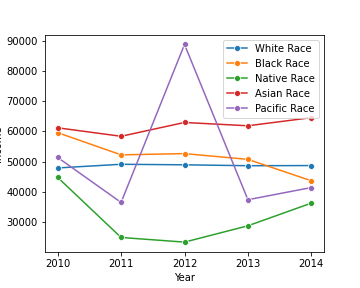 90000
80000
70000
60000
50000
40000
30000
White Race
Black Race
Native Race
Asian Race
Pacific Race
2010 2011 2012 2013 2014
Year